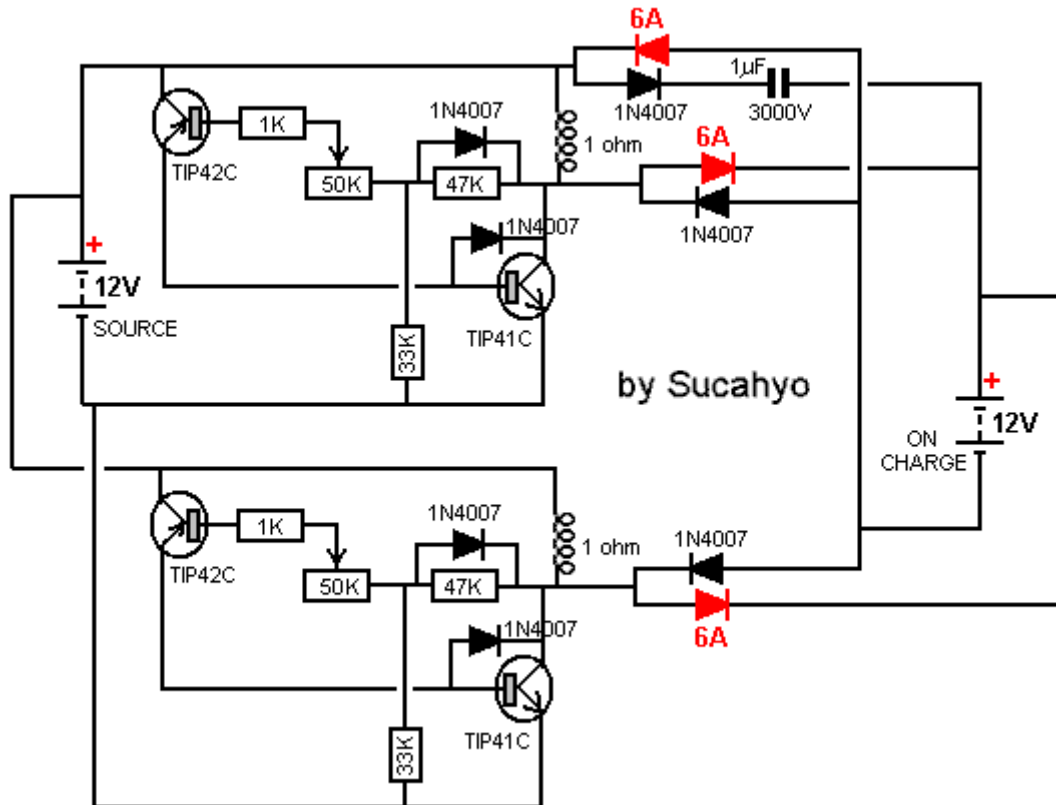 6A
1µF
1N4007
1N4007
3000V
1K
1 ohm
6A
TIP42C
50K
47K
1N4007
1N4007
+
12V
SOURCE
TIP41C
33K
by Sucahyo
+
12V
ON
CHARGE
1N4007
1K
1 ohm
1N4007
TIP42C
50K
47K
1N4007
6A
TIP41C
33K